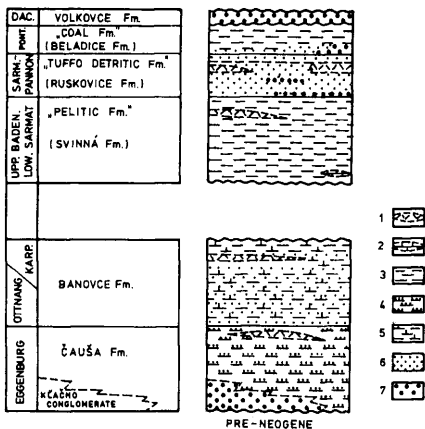 DAC. VOLKOVCE Fm.
PONT. „COAL Fm."
(BELADICE Fm.)
SARM.-PANNON. „TUFFO DETRITIC Fm."
(RUSKOVICE Fm.)
UPP. BADEN. LOW. SARMAT. „PELITIC Fm."
(SVINNÁ Fm.)
OTTNANG KARP. BANOVCE Fm.
EGGENBURG ČAUŠA Fm.
KĽAČNO
CONGLOMERATE
PRE-NEOGENE
1
2
3
4
5
6
7